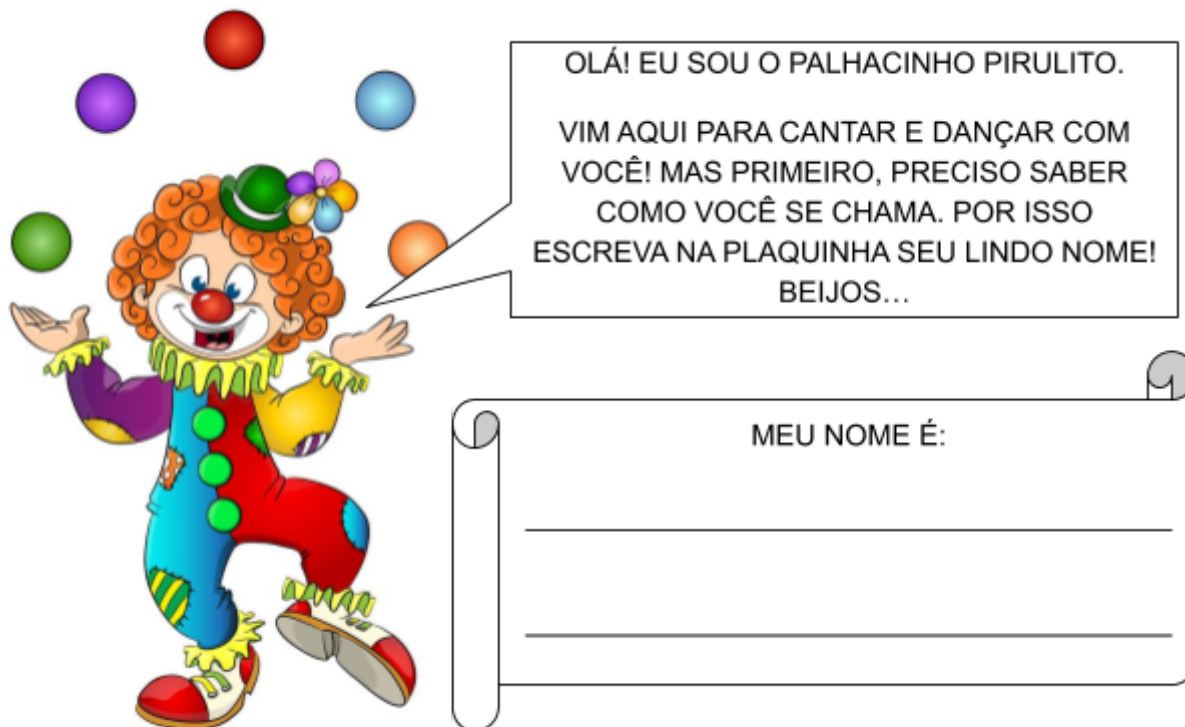 OLÁ! EU SOU O PALHACINHO PIRULITO.
VIM AQUI PARA CANTAR E DANÇAR COM
VOCÊ! MAS PRIMEIRO, PRECISO SABER
COMO VOCÊ SE CHAMA. POR ISSO
ESCREVA NA PLAQUINHA SEU LINDO NOME!
BEIJOS…
MEU NOME É: